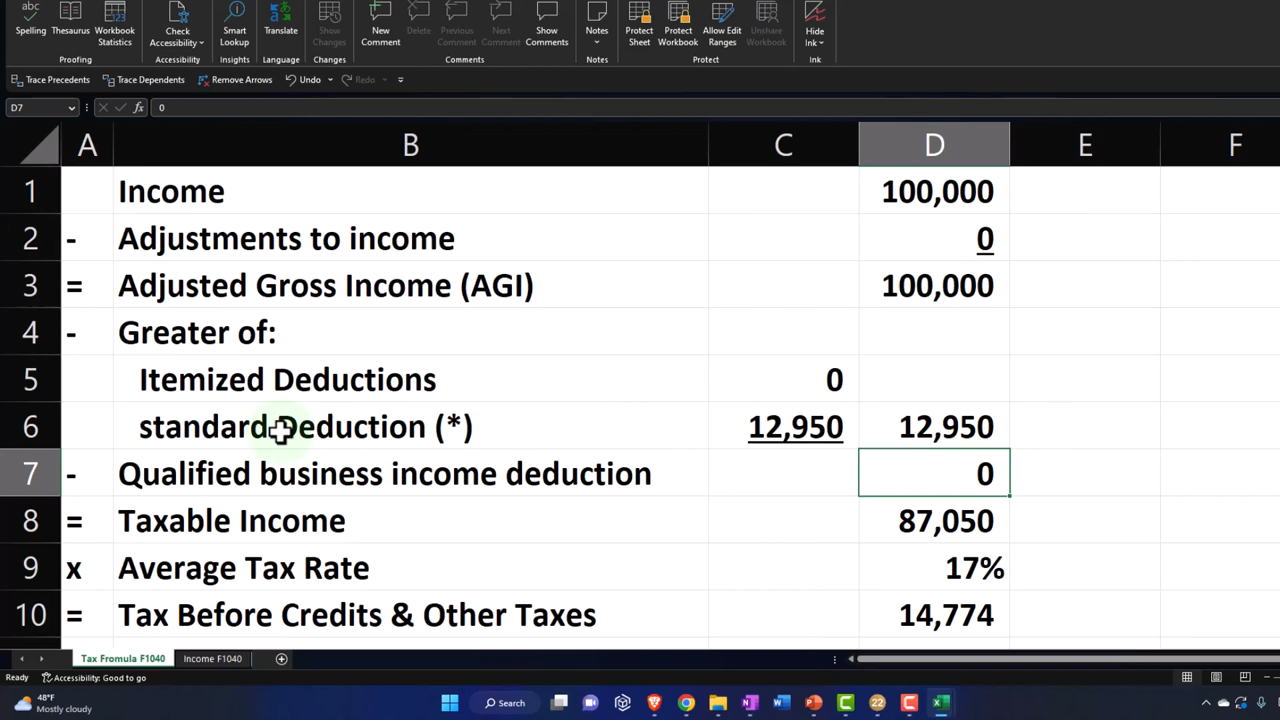 abc
123
Spelling Thesaurus Workbook Statistics
Check Accessibility
Smart Lookup
Translate
Show Changes
New Comment
Delete
Previous Comment
Next Comment
Show Comments
Notes
Protect Sheet
Protect Workbook
Allow Edit Ranges
Unshare Workbook
Hide Ink
Proofing Accessibility Insights Language Changes Comments Notes Protect Ink
Trace Precedents Trace Dependents Remove Arrows Undo Redo
D7 fx 0
A B C D E F
1 Income 100,000
2 - Adjustments to income 0
3 = Adjusted Gross Income (AGI) 100,000
4 - Greater of:
5 Itemized Deductions 0
6 standard Deduction (*) 12,950 12,950
7 - Qualified business income deduction 0
8 = Taxable Income 87,050
9 x Average Tax Rate 17%
10 = Tax Before Credits & Other Taxes 14,774
Tax Fromula F1040 Income F1040
Ready Accessibility: Good to go
48°F
Mostly cloudy
Search
22